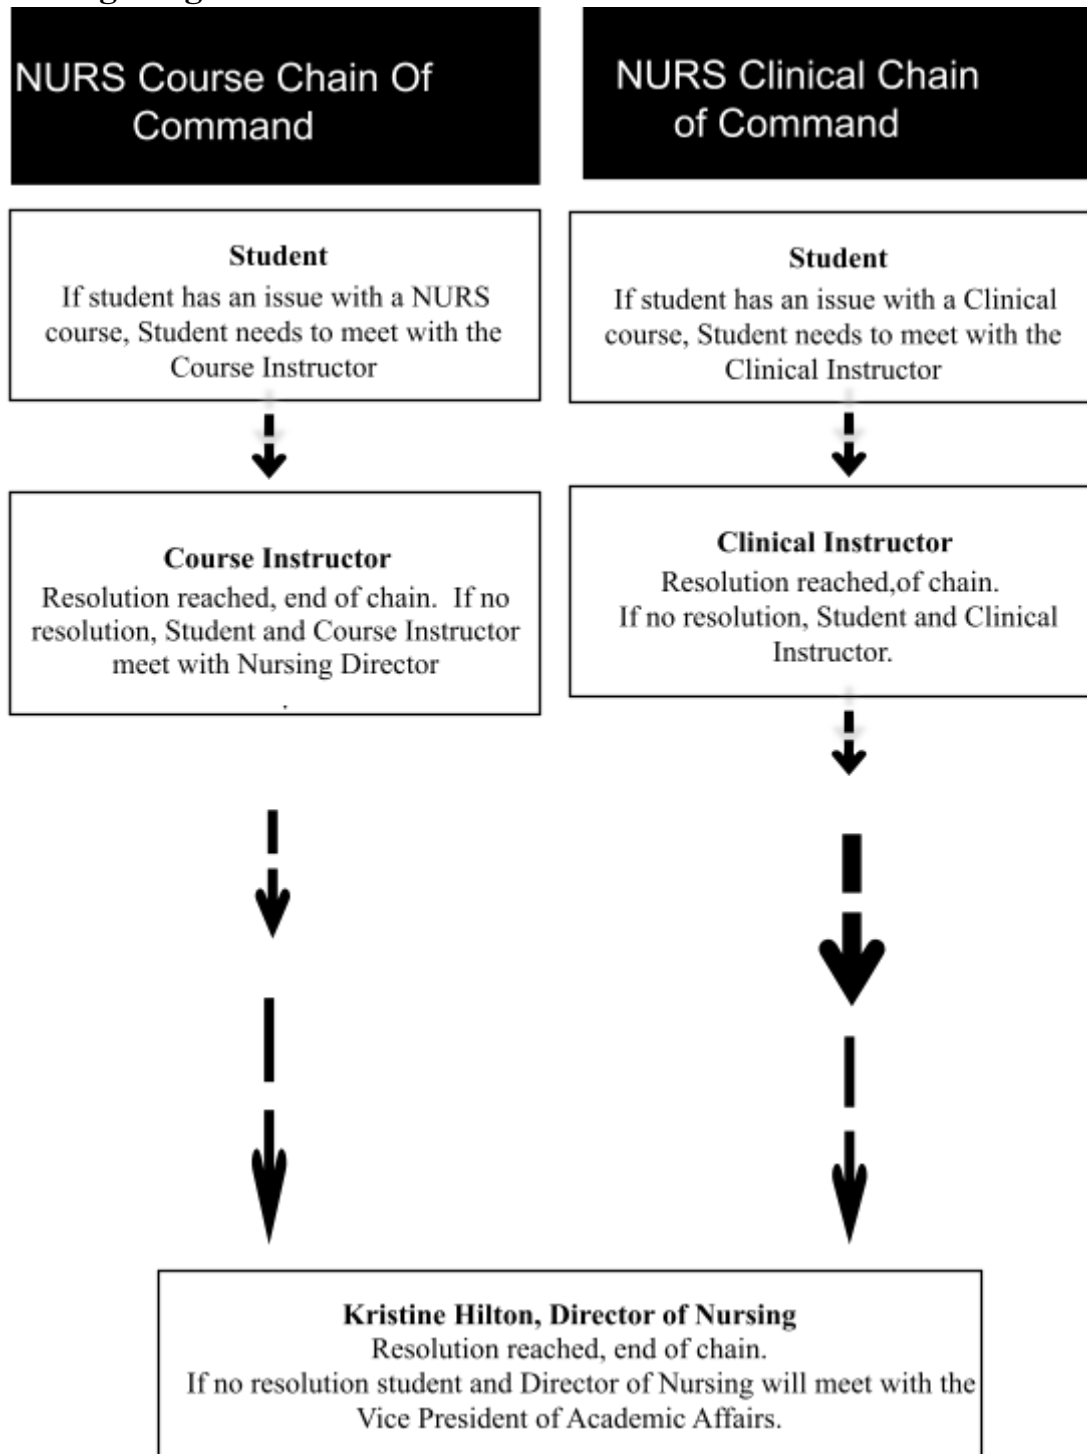 NURS Course Chain Of
Command
NURS Clinical Chain
of Command
Student
If student has an issue with a NURS
course, Student needs to meet with the
Course Instructor
Student
If student has an issue with a Clinical
course, Student needs to meet with the
Clinical Instructor
Course Instructor
Resolution reached, end of chain. If no
resolution, Student and Course Instructor
meet with Nursing Director
.
Clinical Instructor
Resolution reached,of chain.
If no resolution, Student and Clinical
Instructor.
Kristine Hilton, Director of Nursing
Resolution reached, end of chain.
If no resolution student and Director of Nursing will meet with the
Vice President of Academic Affairs.